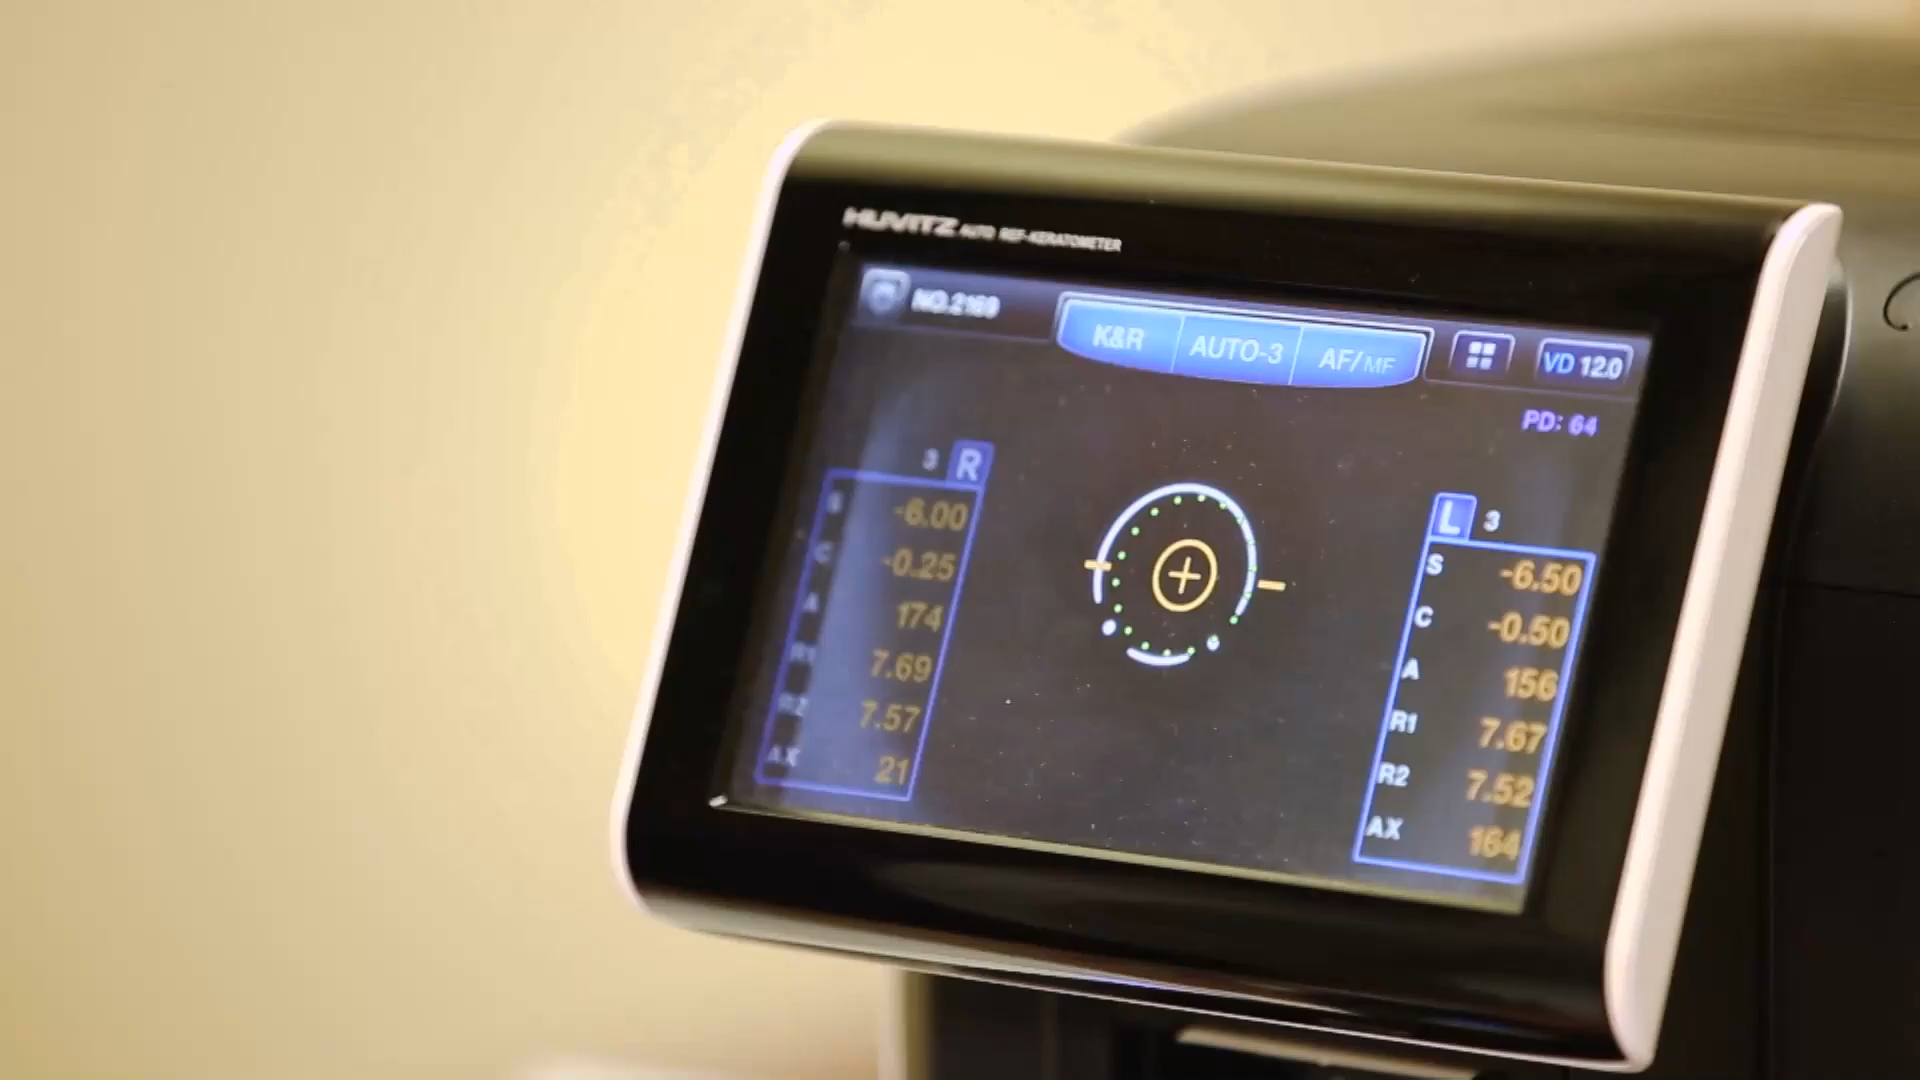 HUVITZ AUTO REF-KERATOMETER
NO.2169
K&R AUTO-3 AF/MF
VD 12.0
PD: 64
3 R
S -6.00
C -0.25
A 174
R1 7.69
R2 7.57
AX 21
L 3
S -6.50
C -0.50
A 156
R1 7.67
R2 7.52
AX 164